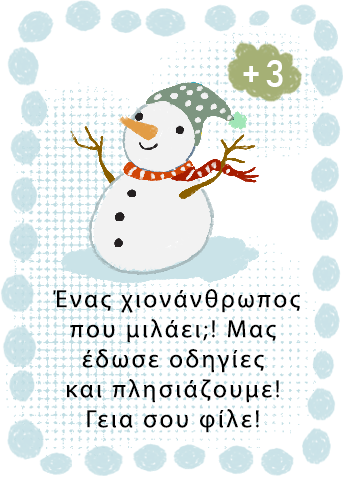 +3
Ένας χιονάνθρωπος
που μιλάει;! Μας
έδωσε οδηγίες
και πλησιάζουμε!
Γεια σου φίλε!